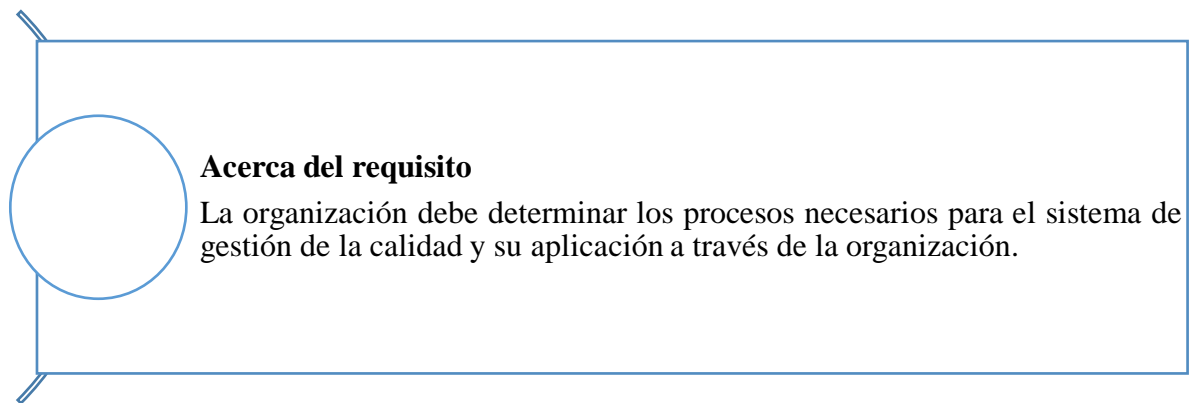 Acerca del requisito
La organización debe determinar los procesos necesarios para el sistema de
gestión de la calidad y su aplicación a través de la organización.